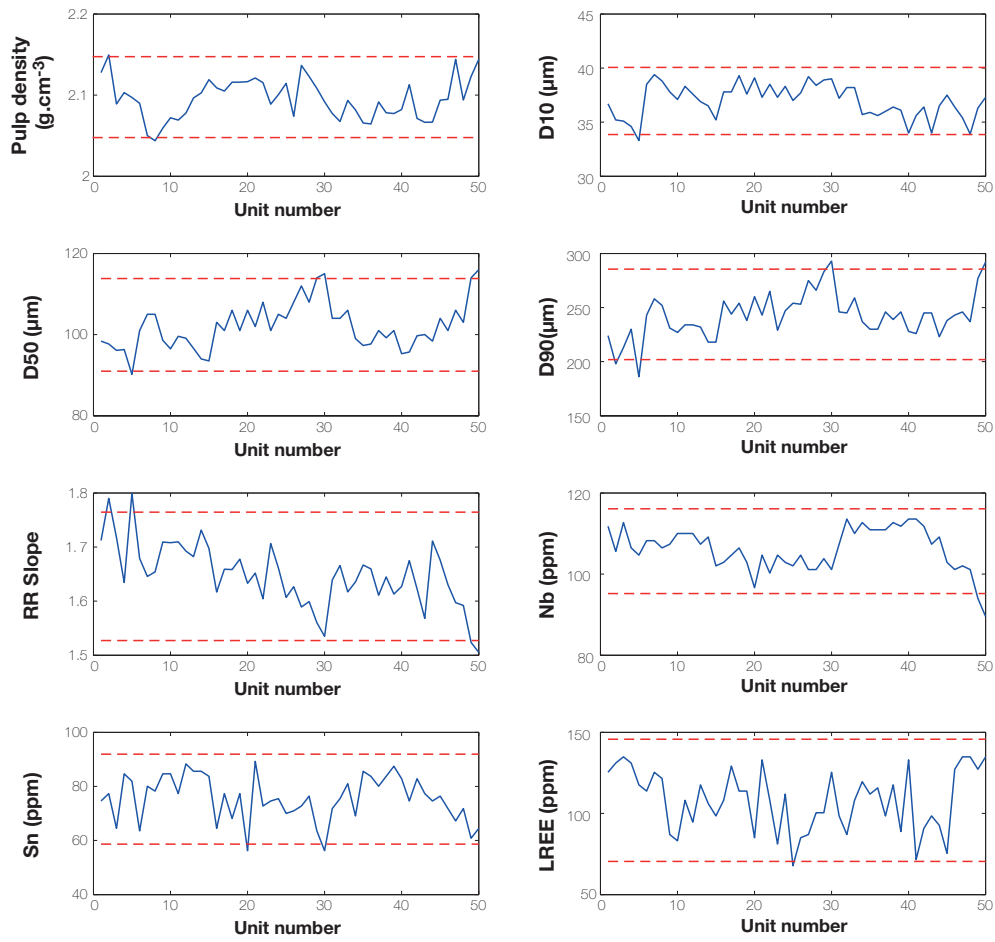 Pulp density
(g.cm-3)
2.2
2.1
2
0 10 20 30 40 50
Unit number
D10 (µm)
45
40
35
30
0 10 20 30 40 50
Unit number
D50 (µm)
120
100
80
0 10 20 30 40 50
Unit number
D90(µm)
300
250
200
150
0 10 20 30 40 50
Unit number
RR Slope
1.8
1.7
1.6
1.5
0 10 20 30 40 50
Unit number
Nb (ppm)
120
100
80
0 10 20 30 40 50
Unit number
Sn (ppm)
100
80
60
40
0 10 20 30 40 50
Unit number
LREE (ppm)
150
100
50
0 10 20 30 40 50
Unit number